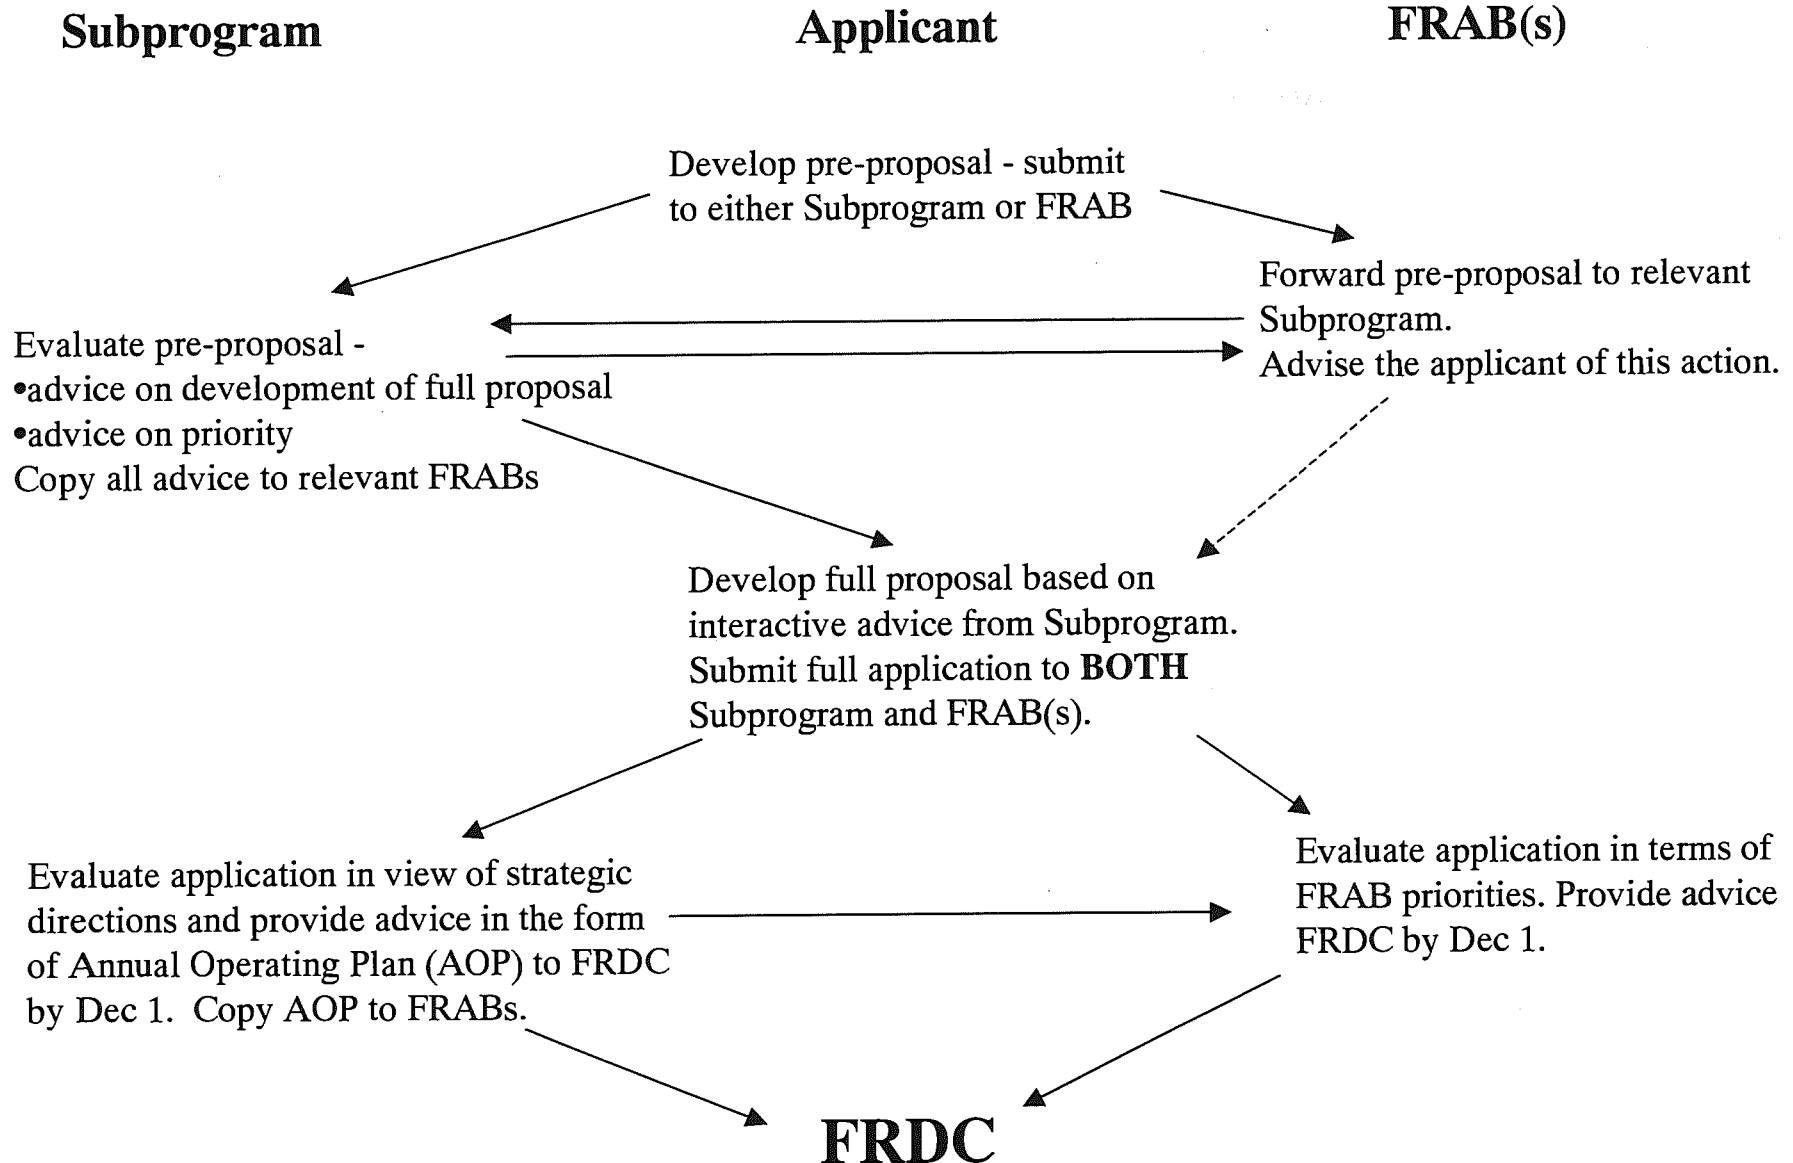 Subprogram
Applicant
FRAB(s)
Develop pre-proposal - submit
to either Subprogram or FRAB
Forward pre-proposal to relevant
Subprogram.
Advise the applicant of this action.
Evaluate pre-proposal -
•advice on development of full proposal
•advice on priority
Copy all advice to relevant FRABs
Develop full proposal based on
interactive advice from Subprogram.
Submit full application to BOTH
Subprogram and FRAB(s).
Evaluate application in view of strategic
directions and provide advice in the form
of Annual Operating Plan (AOP) to FRDC
by Dec 1. Copy AOP to FRABs.
Evaluate application in terms of
FRAB priorities. Provide advice
FRDC by Dec 1.
FRDC